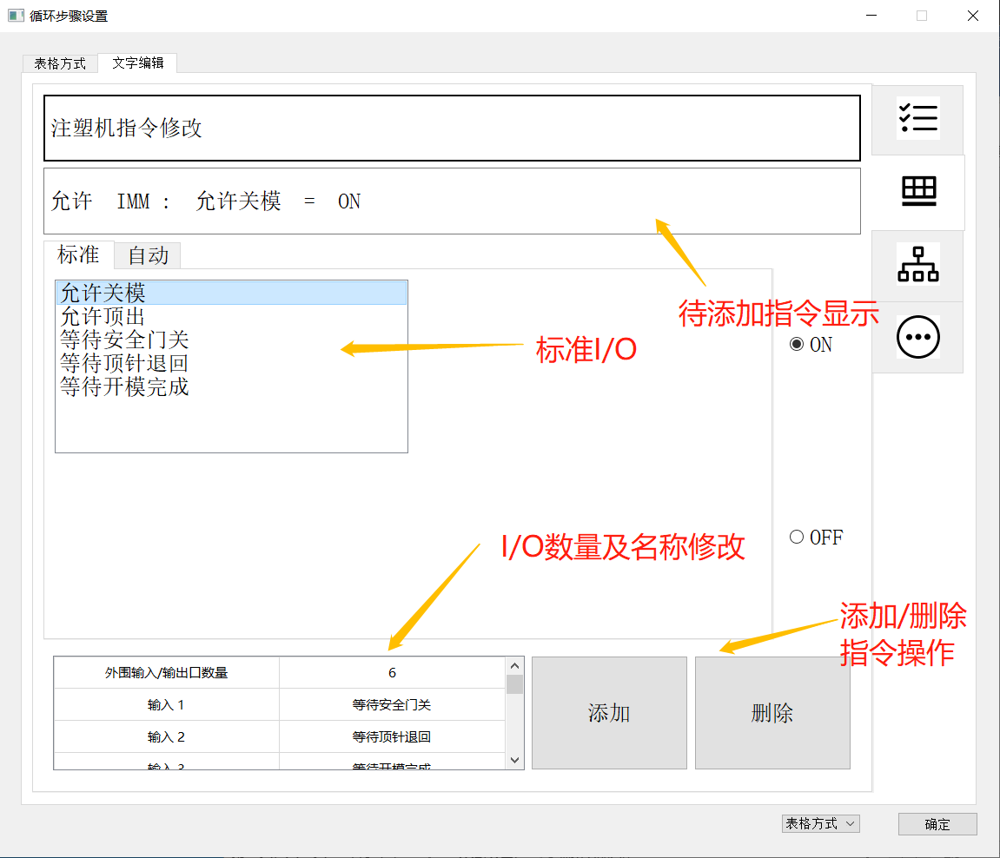 循环步骤设置
表格方式
文字编辑
注塑机指令修改
允许 IMM : 允许关模 = ON
标准
自动
允许关模
允许顶出
等待安全门关
等待顶针退回
等待开模完成
标准I/O
待添加指令显示
ON
OFF
I/O数量及名称修改
添加/删除
指令操作
外围输入/输出口数量 6
输入 1 等待安全门关
输入 2 等待顶针退回
输入 3 等待开模完成
添加
删除
表格方式
确定